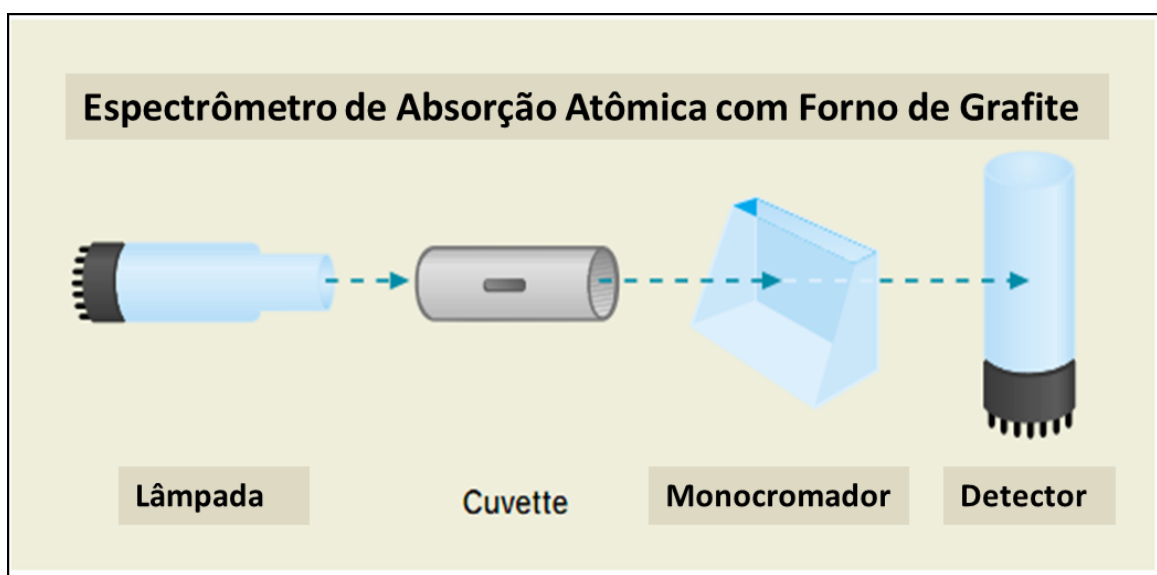 Espectrômetro de Absorção Atômica com Forno de Grafite
Lâmpada
Cuvette
Monocromador
Detector